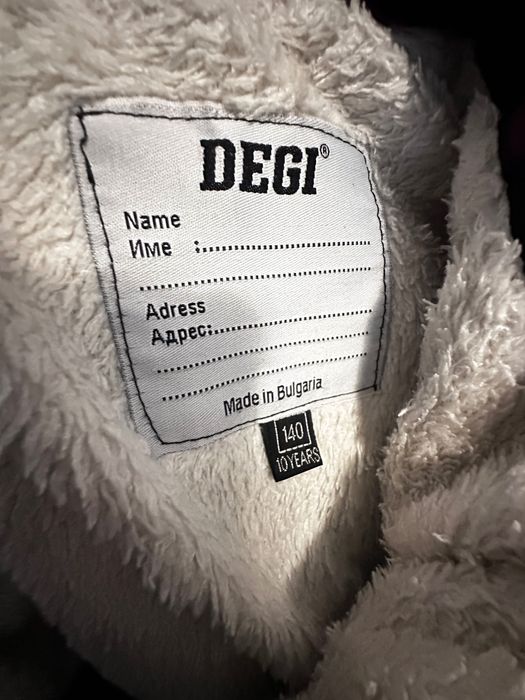 DEGI®
Name
Име :..............................
........................................
Adress
Адрес:..............................
........................................
........................................
Made in Bulgaria
140
10 YEARS